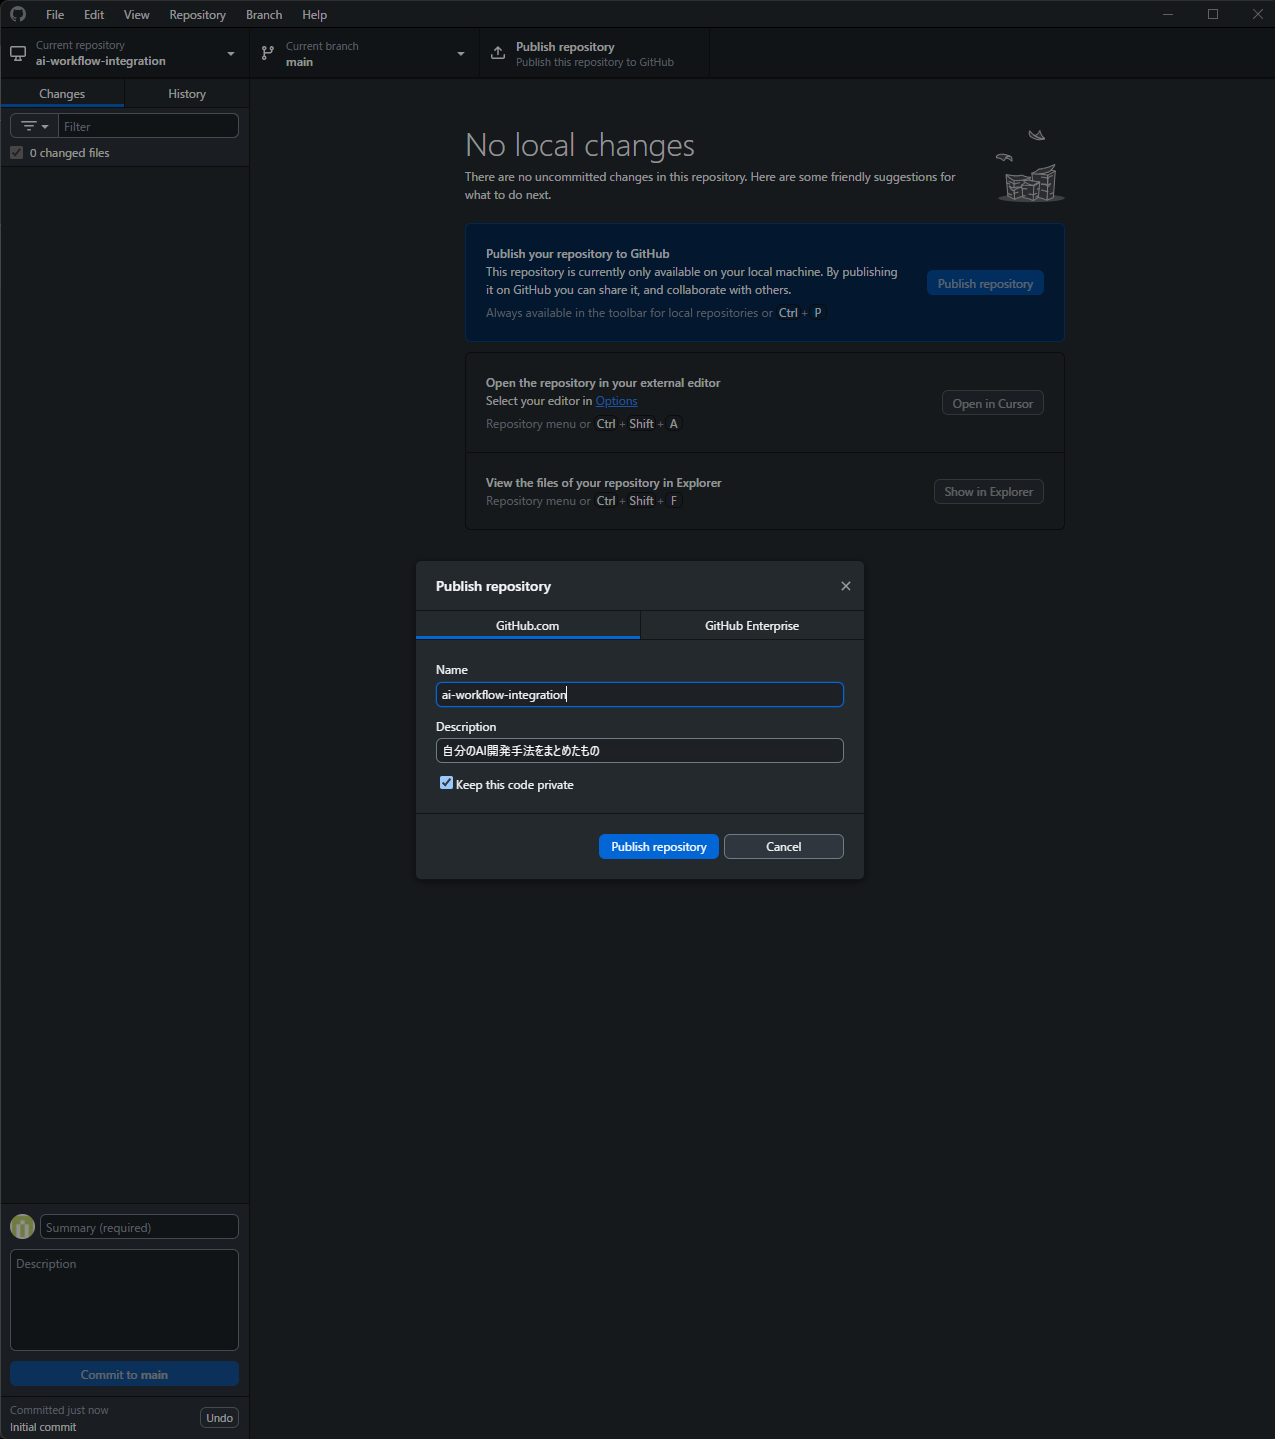 File Edit View Repository Branch Help
Current repository
ai-workflow-integration
Current branch
main
Publish repository
Publish this repository to GitHub
Changes
History
Filter
0 changed files
No local changes
There are no uncommitted changes in this repository. Here are some friendly suggestions for
what to do next.
Publish your repository to GitHub
This repository is currently only available on your local machine. By publishing
it on GitHub you can share it, and collaborate with others.
Always available in the toolbar for local repositories or Ctrl + P
Publish repository
Open the repository in your external editor
Select your editor in Options
Repository menu or Ctrl + Shift + A
Open in Cursor
View the files of your repository in Explorer
Repository menu or Ctrl + Shift + F
Show in Explorer
Publish repository
GitHub.com
GitHub Enterprise
Name
ai-workflow-integration
Description
自分のAI開発手法をまとめたもの
Keep this code private
Publish repository
Cancel
Summary (required)
Description
Commit to main
Committed just now
Initial commit
Undo